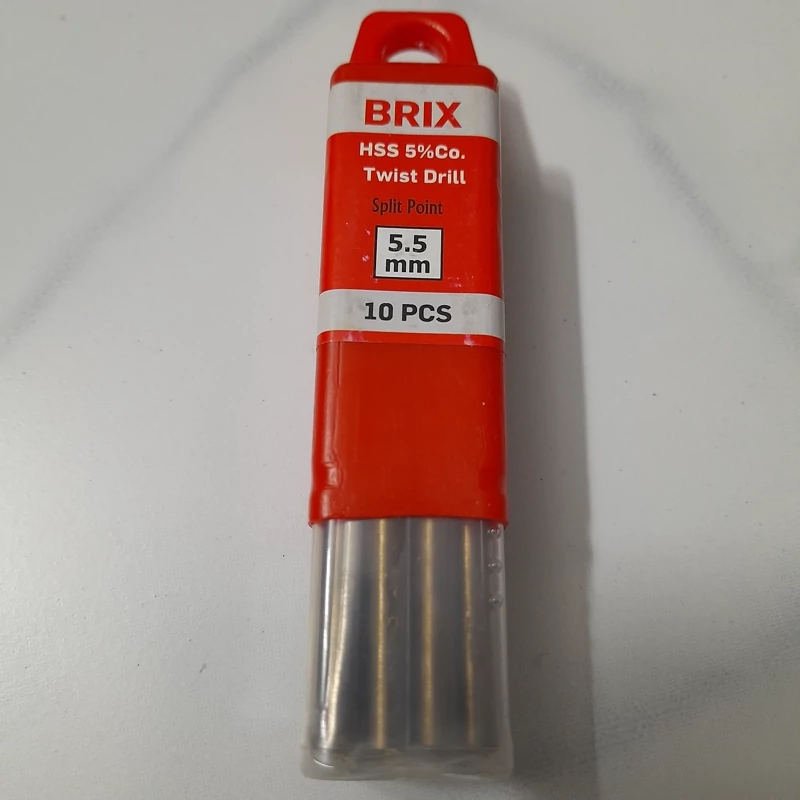 BRIX
HSS 5%Co.
Twist Drill
Split Point
5.5
mm
10 PCS